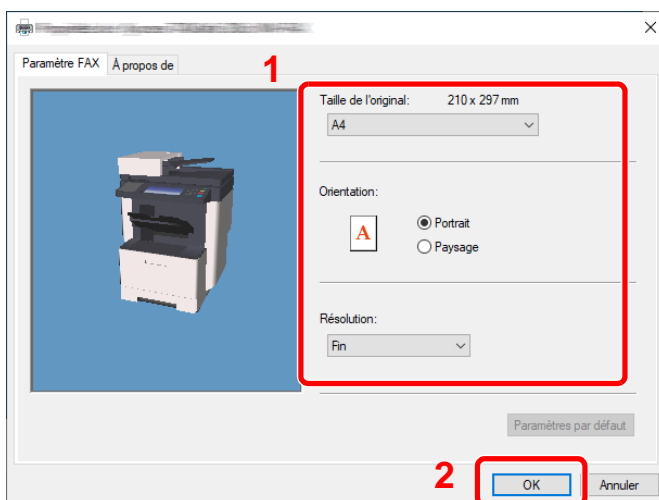 Paramètre FAX À propos de
1
Taille de l'original: 210 x 297 mm
A4
Orientation:
A
Portrait
Paysage
Résolution:
Fin
Paramètres par défaut
2
OK Annuler